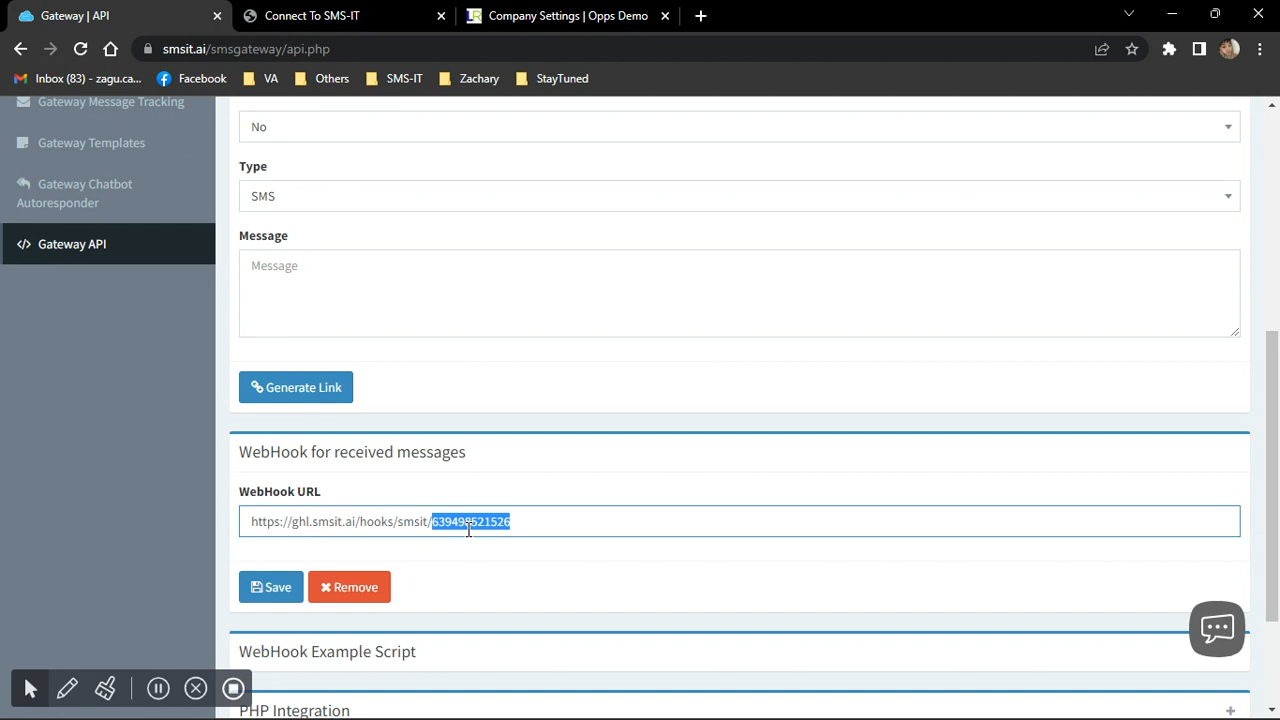 Gateway | API
Connect To SMS-IT
Company Settings | Opps Demo
smsit.ai/smsgateway/api.php
Inbox (83) - zagu.ca...
Facebook
VA
Others
SMS-IT
Zachary
StayTuned
Gateway Message Tracking
Gateway Templates
Gateway Chatbot
Autoresponder
Gateway API
No
Type
SMS
Message
Message
Generate Link
WebHook for received messages
WebHook URL
https://ghl.smsit.ai/hooks/smsit/639498521526
Save
Remove
WebHook Example Script
PHP Integration